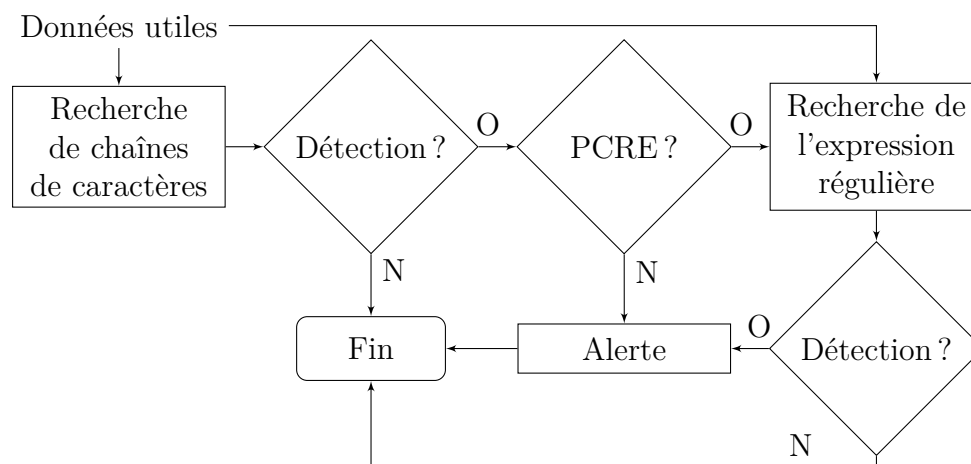 Données utiles
Recherche
de chaînes
de caractères
Détection ?
O
N
PCRE ?
O
N
Recherche de
l'expression
régulière
Détection ?
O
N
Alerte
Fin